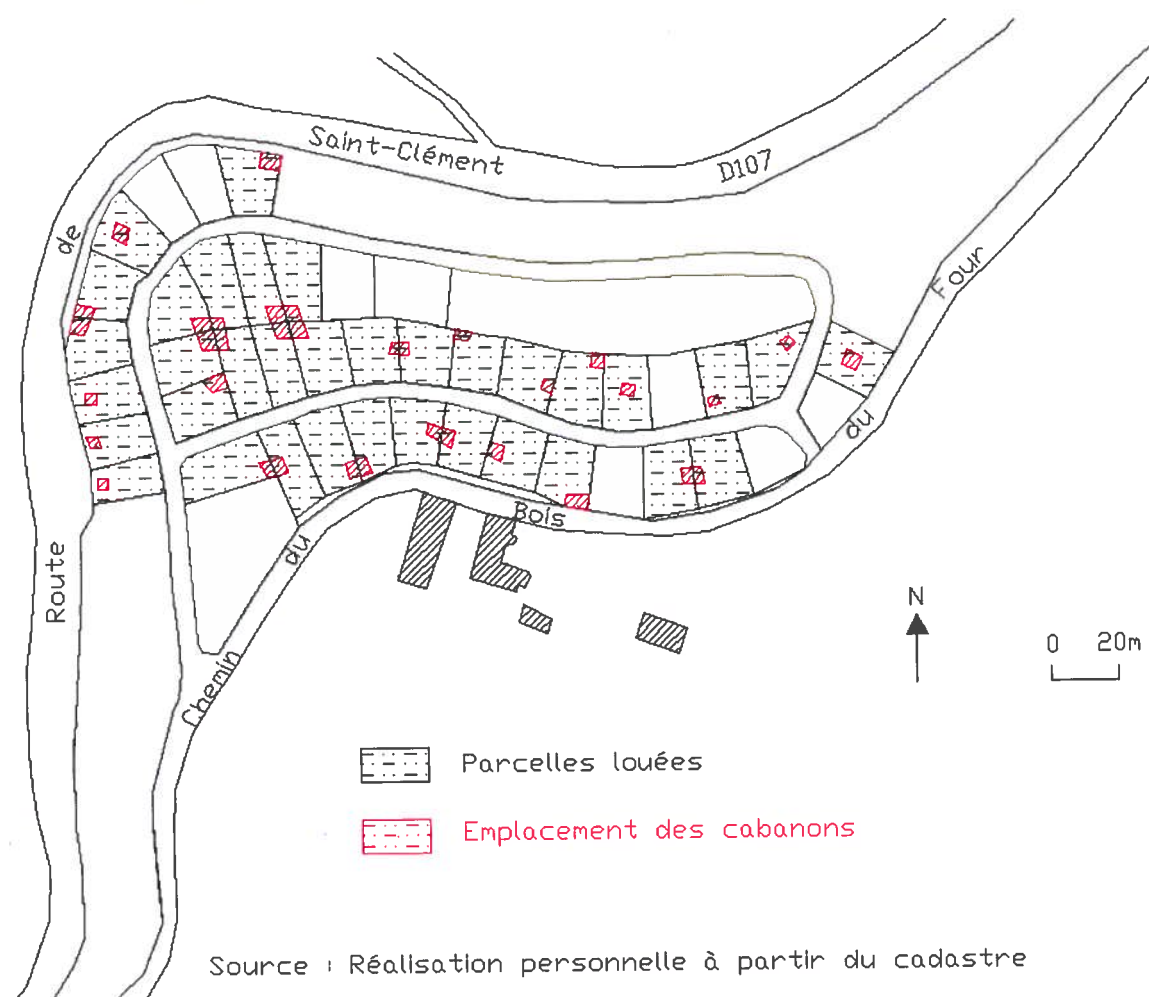 Route de Saint-Clément
D107
Chemin du Bois du Four
N
0 20m
Parcelles louées
Emplacement des cabanons
Source : Réalisation personnelle à partir du cadastre